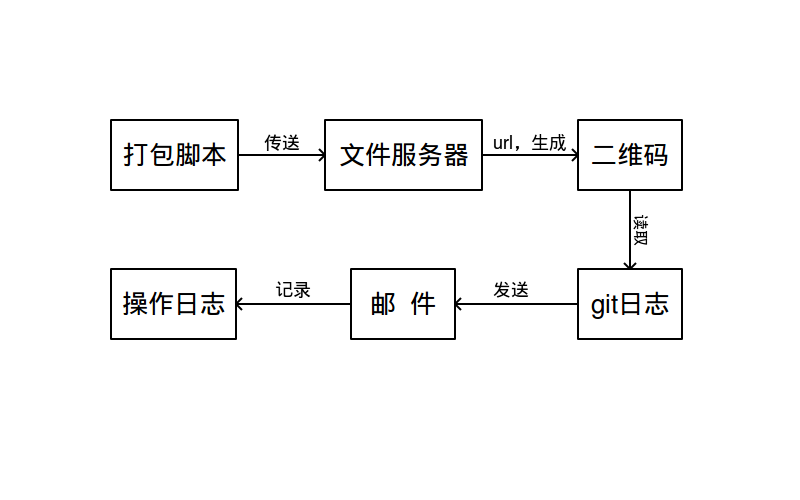 打包脚本
传送
文件服务器
url，生成
二维码
读取
git日志
发送
邮 件
记录
操作日志